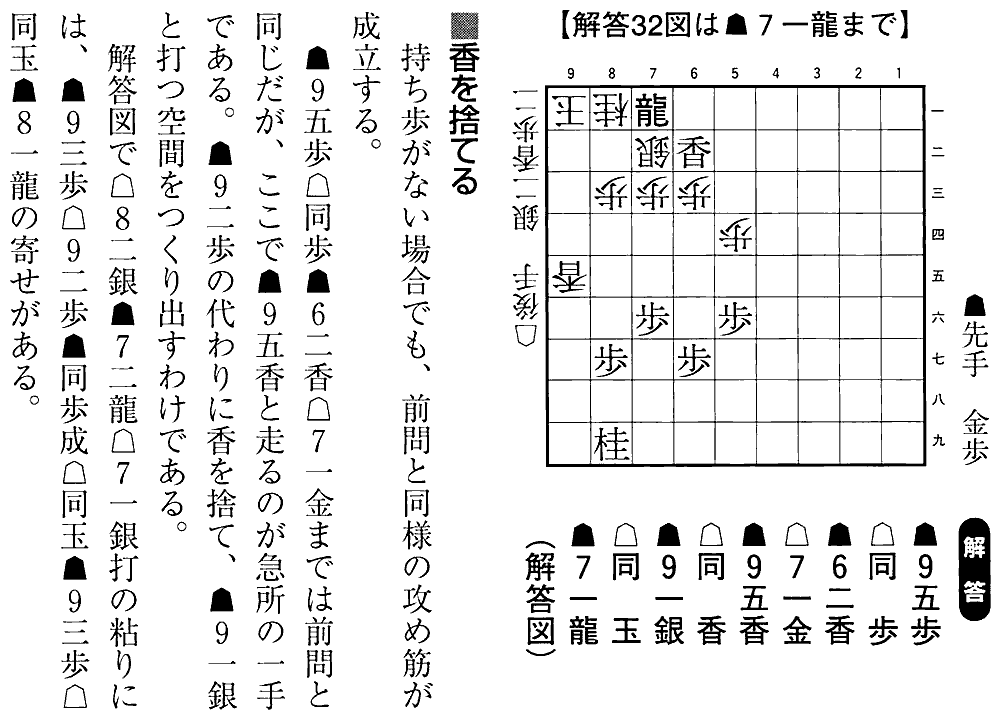 【解答32図は☗７一龍まで】
9 8 7 6 5 4 3 2 1
玉 桂 龍 一
銀 香 二
歩 歩 歩 三
歩 四
香 五
歩 歩 六
歩 歩 七
八
桂 九
☗先手 金歩
☖後手 銀二香歩二
解答
☗９五歩
☖同歩
☗６二香
☖７一金
☗９五香
☖同香
☗９一銀
☖同玉
☗７一龍
（解答図）
■香を捨てる
持ち歩がない場合でも、前問と同様の攻め筋が
成立する。
☗９五歩☖同歩☗６二香☖７一金までは前問と
同じだが、ここで☗９五香と走るのが急所の一手
である。☗９二歩の代わりに香を捨て、☗９一銀
と打つ空間をつくり出すわけである。
解答図で☖８二銀☗７二龍☖７一銀打の粘りに
は、☗９三歩☖９二歩☗同歩成☖同玉☗９三歩☖
同玉☗８一龍の寄せがある。